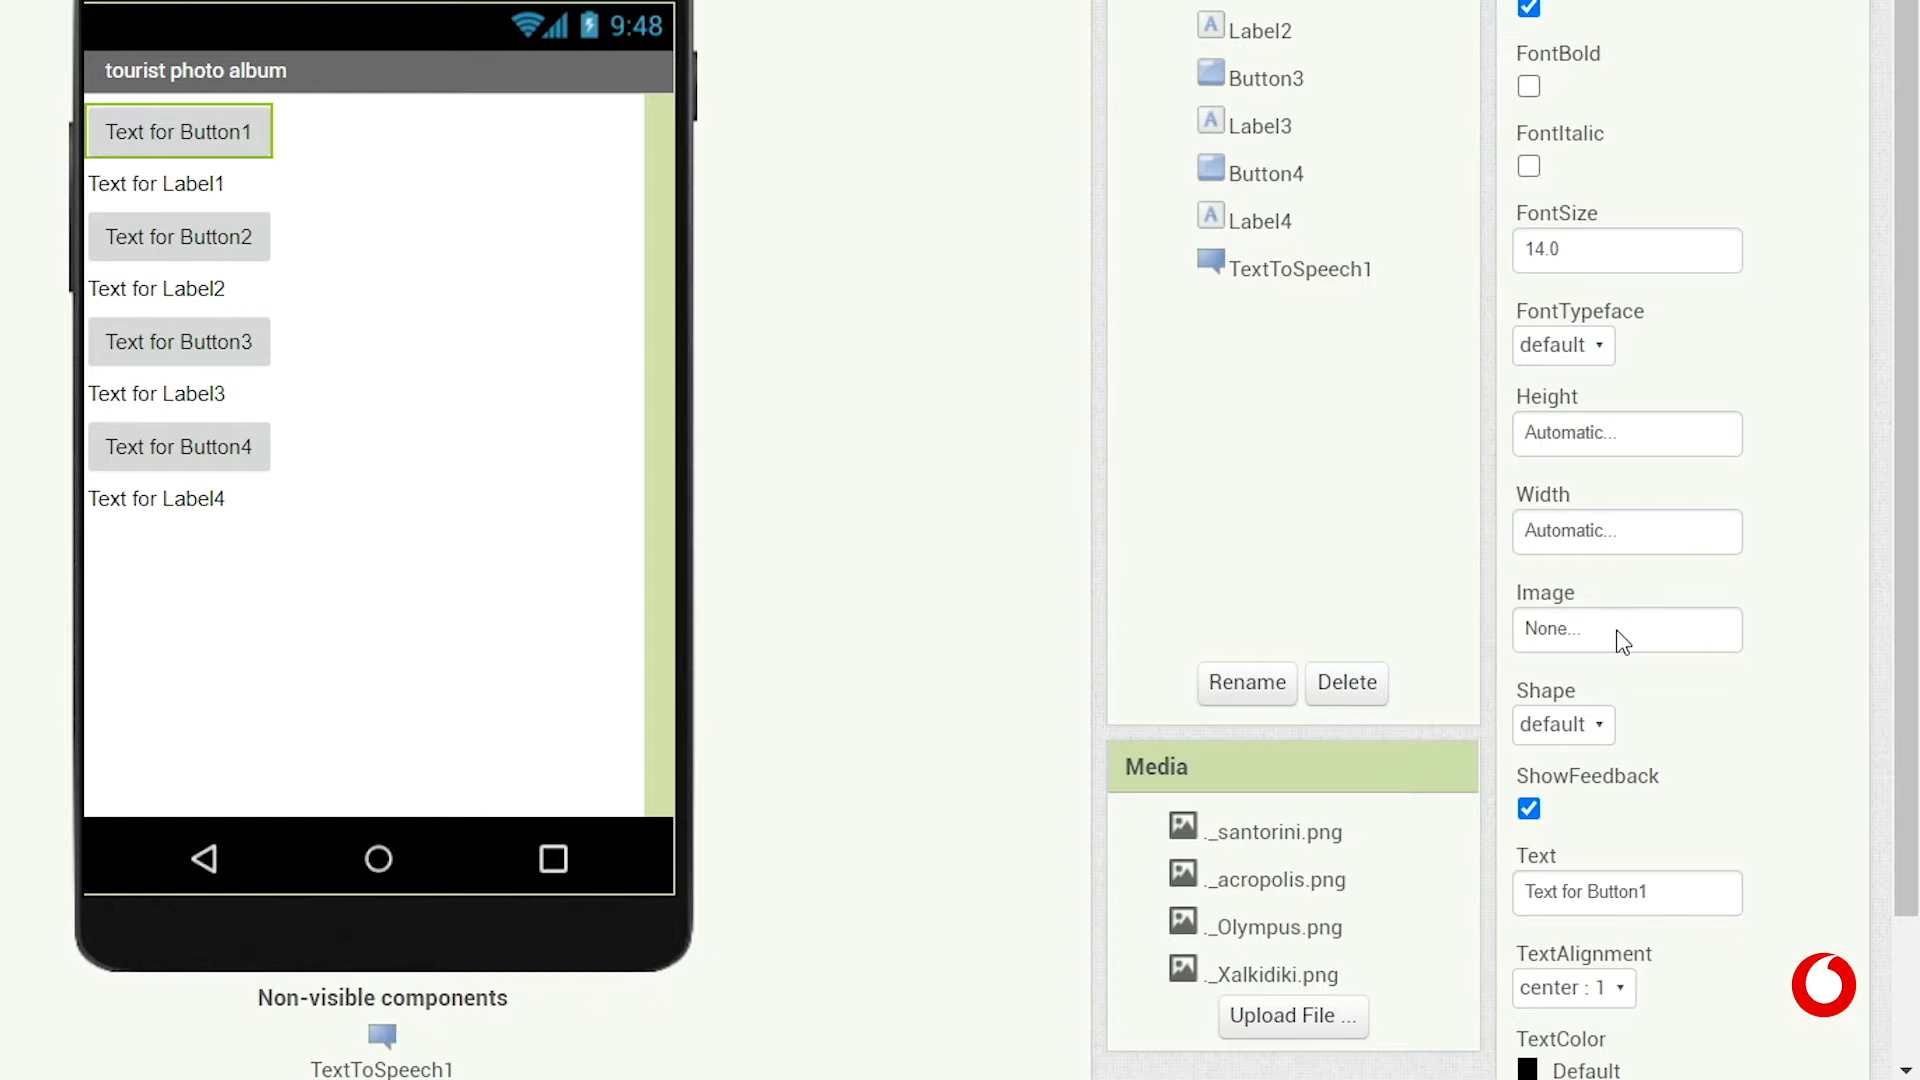 9:48
tourist photo album
Text for Button1
Text for Label1
Text for Button2
Text for Label2
Text for Button3
Text for Label3
Text for Button4
Text for Label4
Non-visible components
TextToSpeech1
Label2
Button3
Label3
Button4
Label4
TextToSpeech1
Rename Delete
Media
._santorini.png
._acropolis.png
._Olympus.png
._Xalkidiki.png
Upload File ...
FontBold
FontItalic
FontSize
14.0
FontTypeface
default
Height
Automatic...
Width
Automatic...
Image
None...
Shape
default
ShowFeedback
Text
Text for Button1
TextAlignment
center : 1
TextColor
Default